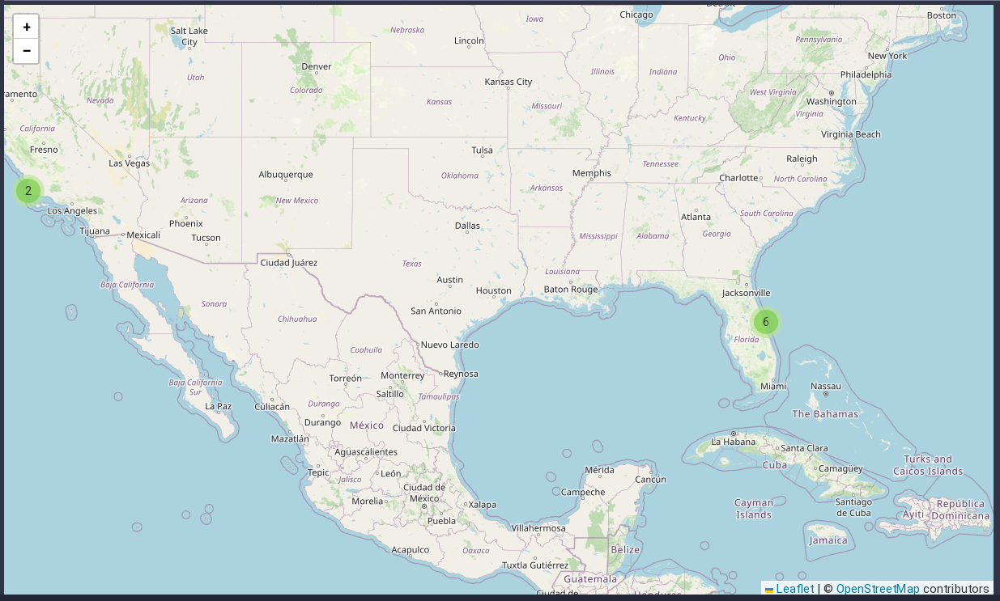 Detroit
Iowa
Chicago
Boston
+
Salt Lake
City
Nebraska
Lincoln
Pennsylvania
−
Denver
Ohio
New York
Utah
Colorado
Kansas City
Illinois
Indiana
Philadelphia
ramento
Nevada
Kansas
Missouri
West Virginia
Washington
California
Kentucky
Virginia
Fresno
Virginia Beach
Las Vegas
Tulsa
Tennessee
Raleigh
Albuquerque
Oklahoma
Memphis
Charlotte
North Carolina
2
Arizona
New Mexico
Arkansas
Los Angeles
Phoenix
Dallas
Atlanta
South Carolina
Tijuana
Mexicali
Tucson
Mississippi
Alabama
Georgia
Ciudad Juárez
Texas
Louisiana
Baja California
Austin
Houston
Baton Rouge
Jacksonville
Sonora
Chihuahua
San Antonio
6
Nuevo Laredo
Florida
Coahuila
Baja California
Sur
Torreón
Monterrey
Reynosa
Miami
Nassau
La Paz
Culiacán
Durango
Saltillo
Tamaulipas
The Bahamas
Durango
México
Ciudad Victoria
Mazatlán
La Habana
Santa Clara
Aguascalientes
Cuba
Camagüey
Turks and
Caicos Islands
Tepic
Jalisco
León
Mérida
Cancún
Ciudad de
México
Campeche
Morelia
Xalapa
Cayman
Islands
Santiago
de Cuba
Ayiti
República
Dominicana
Puebla
Villahermosa
Jamaica
Acapulco
Oaxaca
Tuxtla Gutiérrez
Belize
Guatemala
Ciudad de
Honduras
Leaflet | © OpenStreetMap contributors